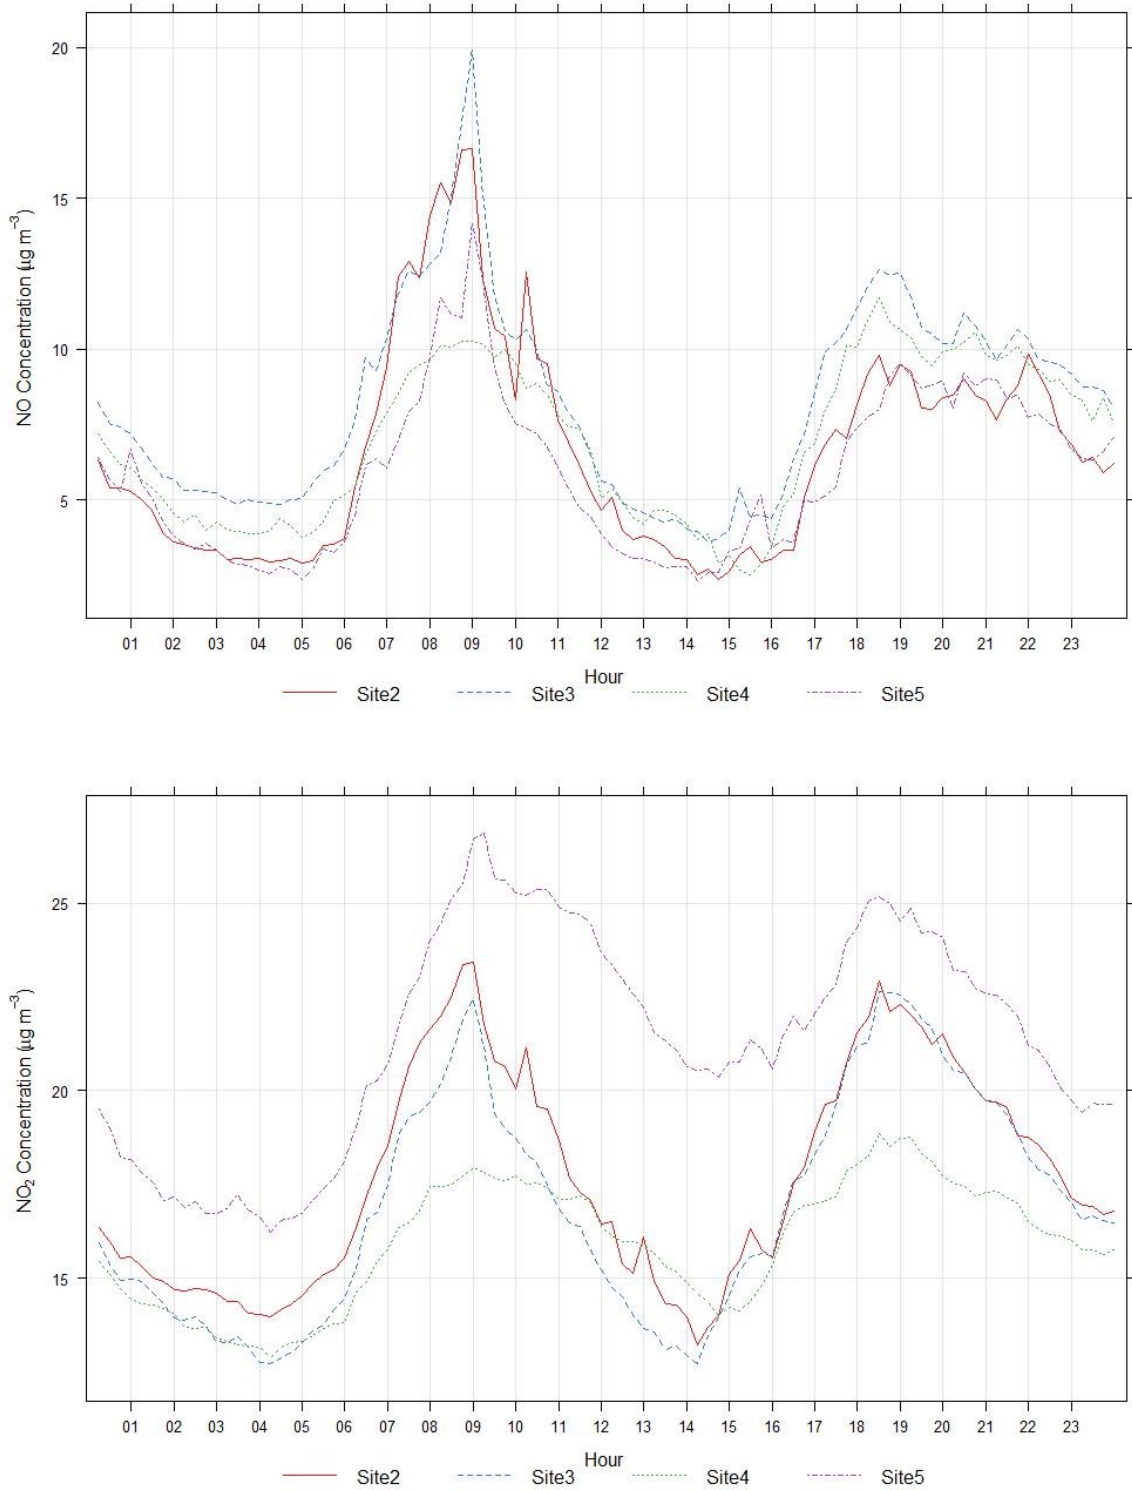 20
15
10
5
NO Concentration (μg m⁻³)
01 02 03 04 05 06 07 08 09 10 11 12 13 14 15 16 17 18 19 20 21 22 23
Hour
Site2 Site3 Site4 Site5
25
20
15
NO₂ Concentration (μg m⁻³)
01 02 03 04 05 06 07 08 09 10 11 12 13 14 15 16 17 18 19 20 21 22 23
Hour
Site2 Site3 Site4 Site5